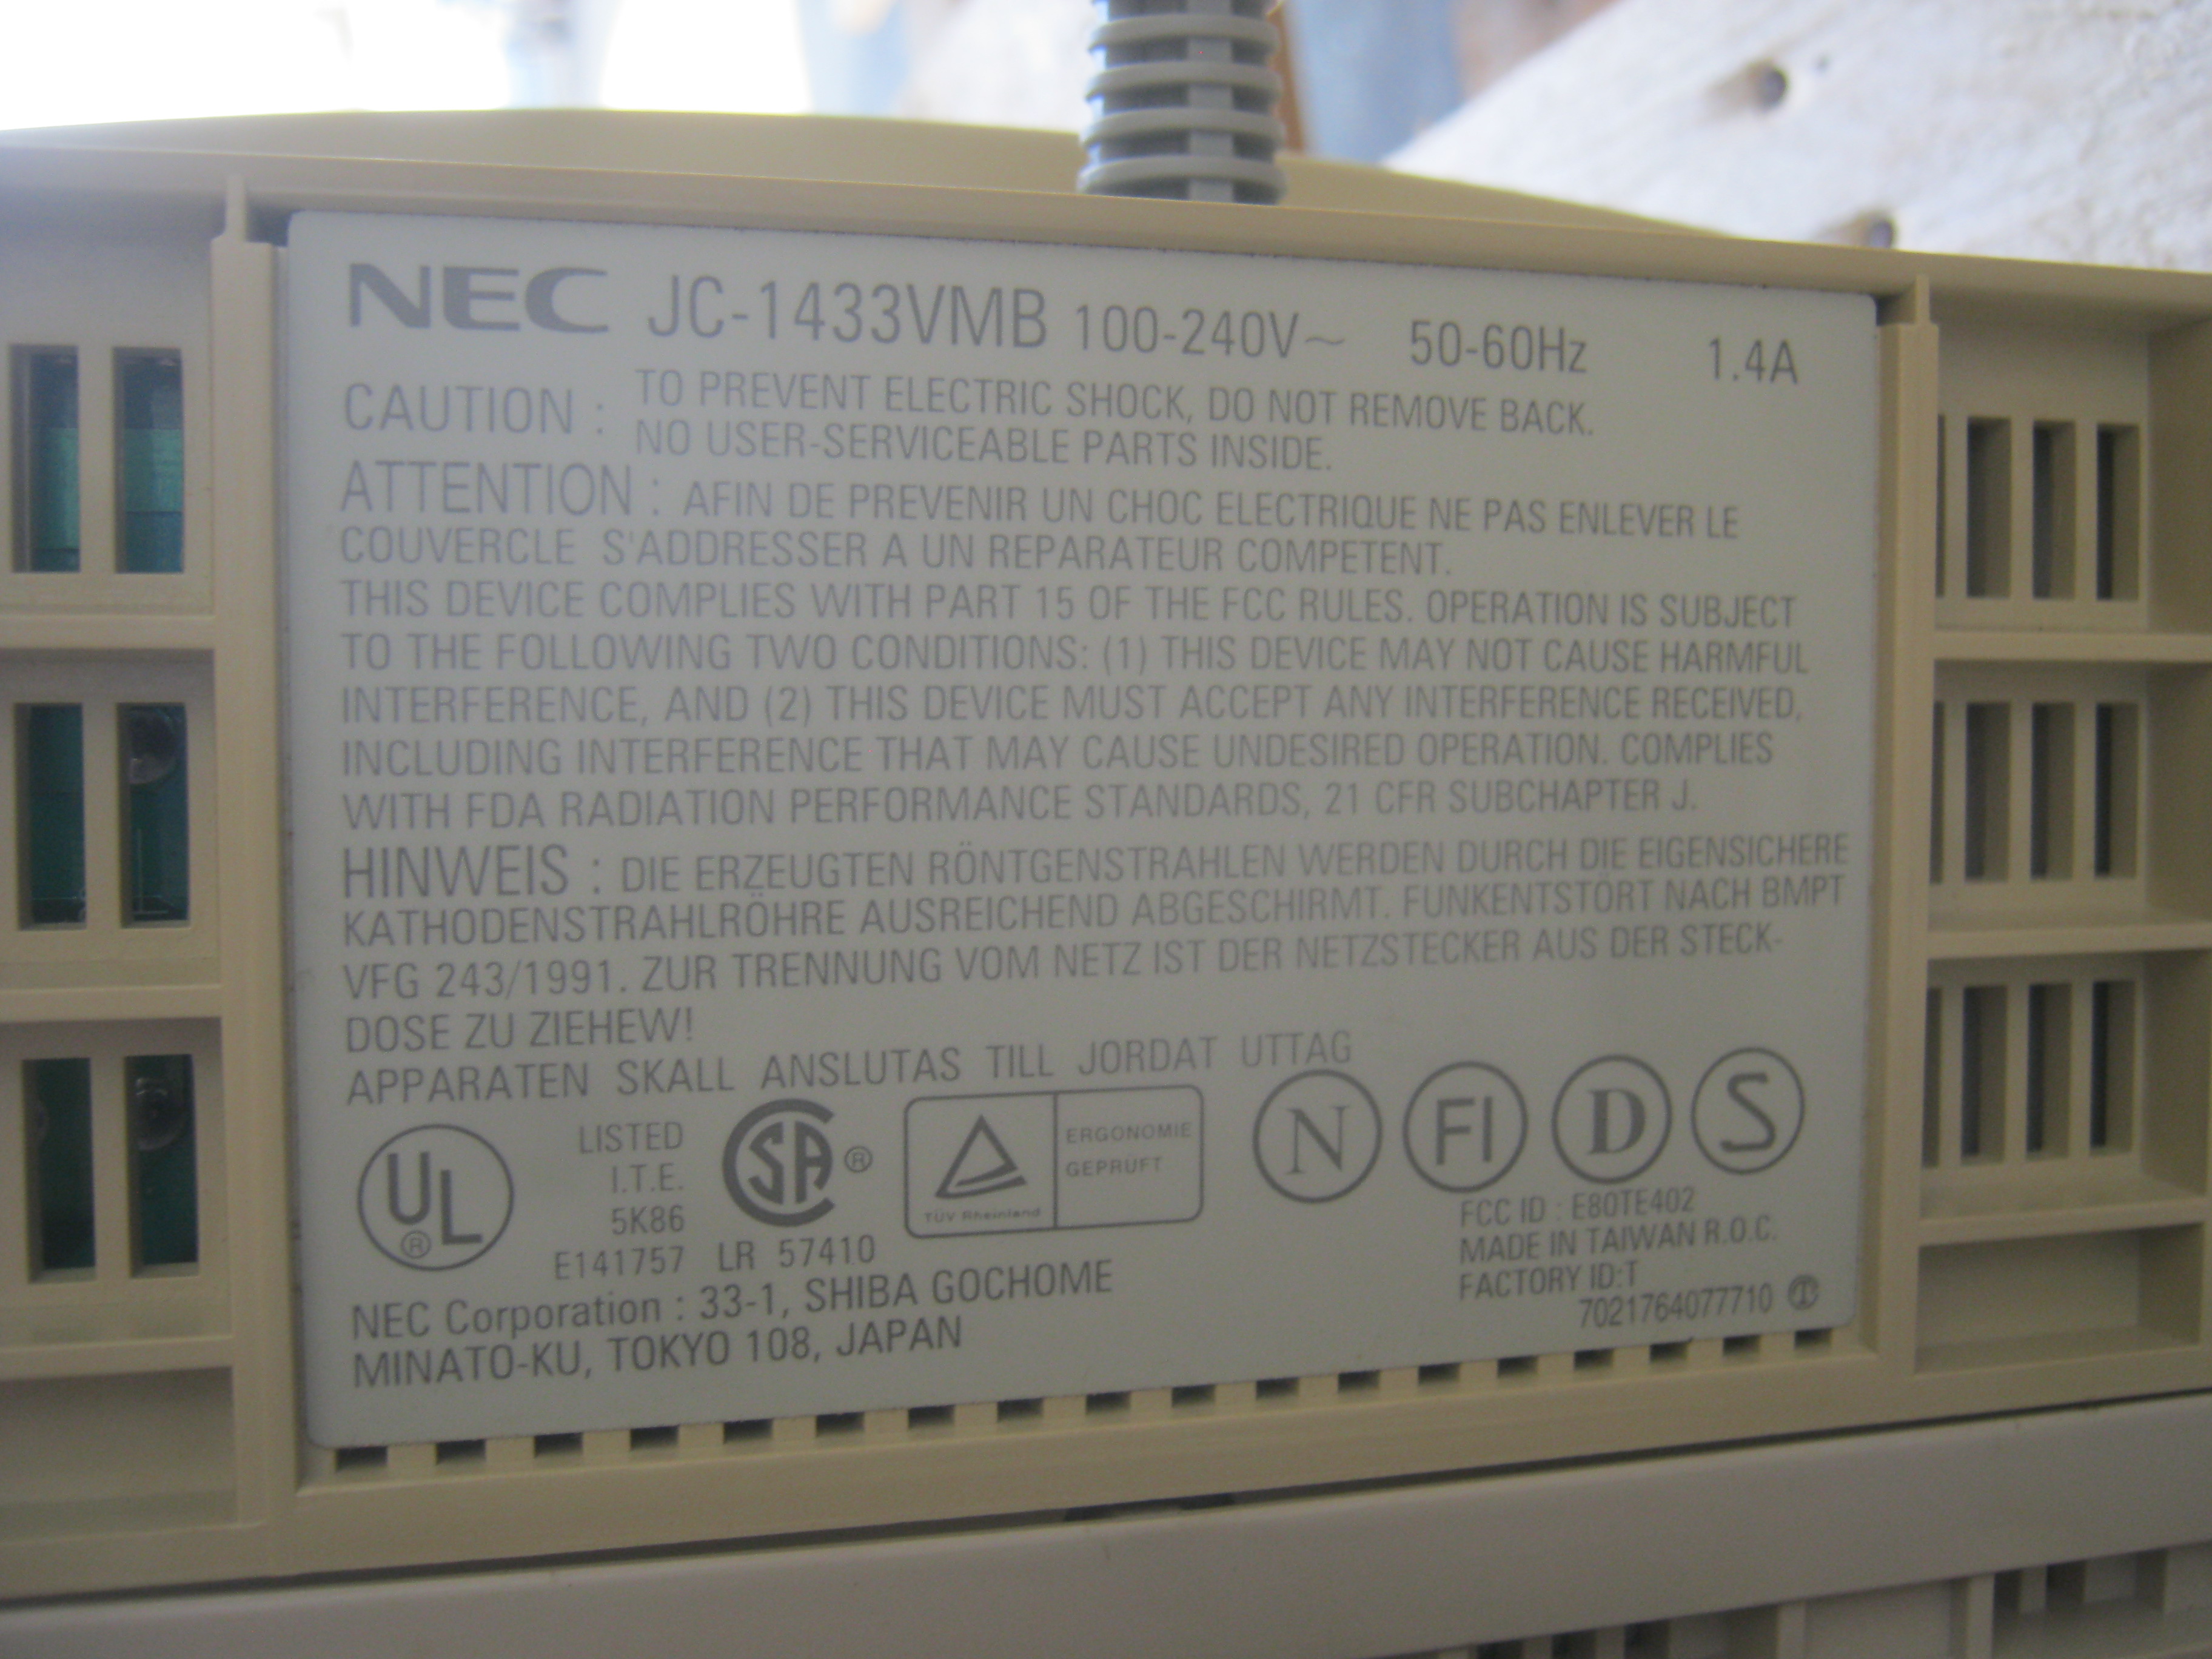 NEC JC-1433VMB 100-240V~ 50-60Hz 1.4A
CAUTION : TO PREVENT ELECTRIC SHOCK, DO NOT REMOVE BACK.
NO USER-SERVICEABLE PARTS INSIDE.
ATTENTION : AFIN DE PREVENIR UN CHOC ELECTRIQUE NE PAS ENLEVER LE
COUVERCLE S'ADDRESSER A UN REPARATEUR COMPETENT.
THIS DEVICE COMPLIES WITH PART 15 OF THE FCC RULES. OPERATION IS SUBJECT
TO THE FOLLOWING TWO CONDITIONS: (1) THIS DEVICE MAY NOT CAUSE HARMFUL
INTERFERENCE, AND (2) THIS DEVICE MUST ACCEPT ANY INTERFERENCE RECEIVED,
INCLUDING INTERFERENCE THAT MAY CAUSE UNDESIRED OPERATION. COMPLIES
WITH FDA RADIATION PERFORMANCE STANDARDS, 21 CFR SUBCHAPTER J.
HINWEIS : DIE ERZEUGTEN RÖNTGENSTRAHLEN WERDEN DURCH DIE EIGENSICHERE
KATHODENSTRAHLRÖHRE AUSREICHEND ABGESCHIRMT. FUNKENTSTÖRT NACH BMPT
VFG 243/1991. ZUR TRENNUNG VOM NETZ IST DER NETZSTECKER AUS DER STECK-
DOSE ZU ZIEHEW!
APPARATEN SKALL ANSLUTAS TILL JORDAT UTTAG
UL ®
LISTED
I.T.E.
5K86
E141757
SA ®
LR 57410
TÜV Rheinland
ERGONOMIE
GEPRÜFT
N FI D S
FCC ID : E80TE402
MADE IN TAIWAN R.O.C.
FACTORY ID:T
7021764077710
NEC Corporation : 33-1, SHIBA GOCHOME
MINATO-KU, TOKYO 108, JAPAN